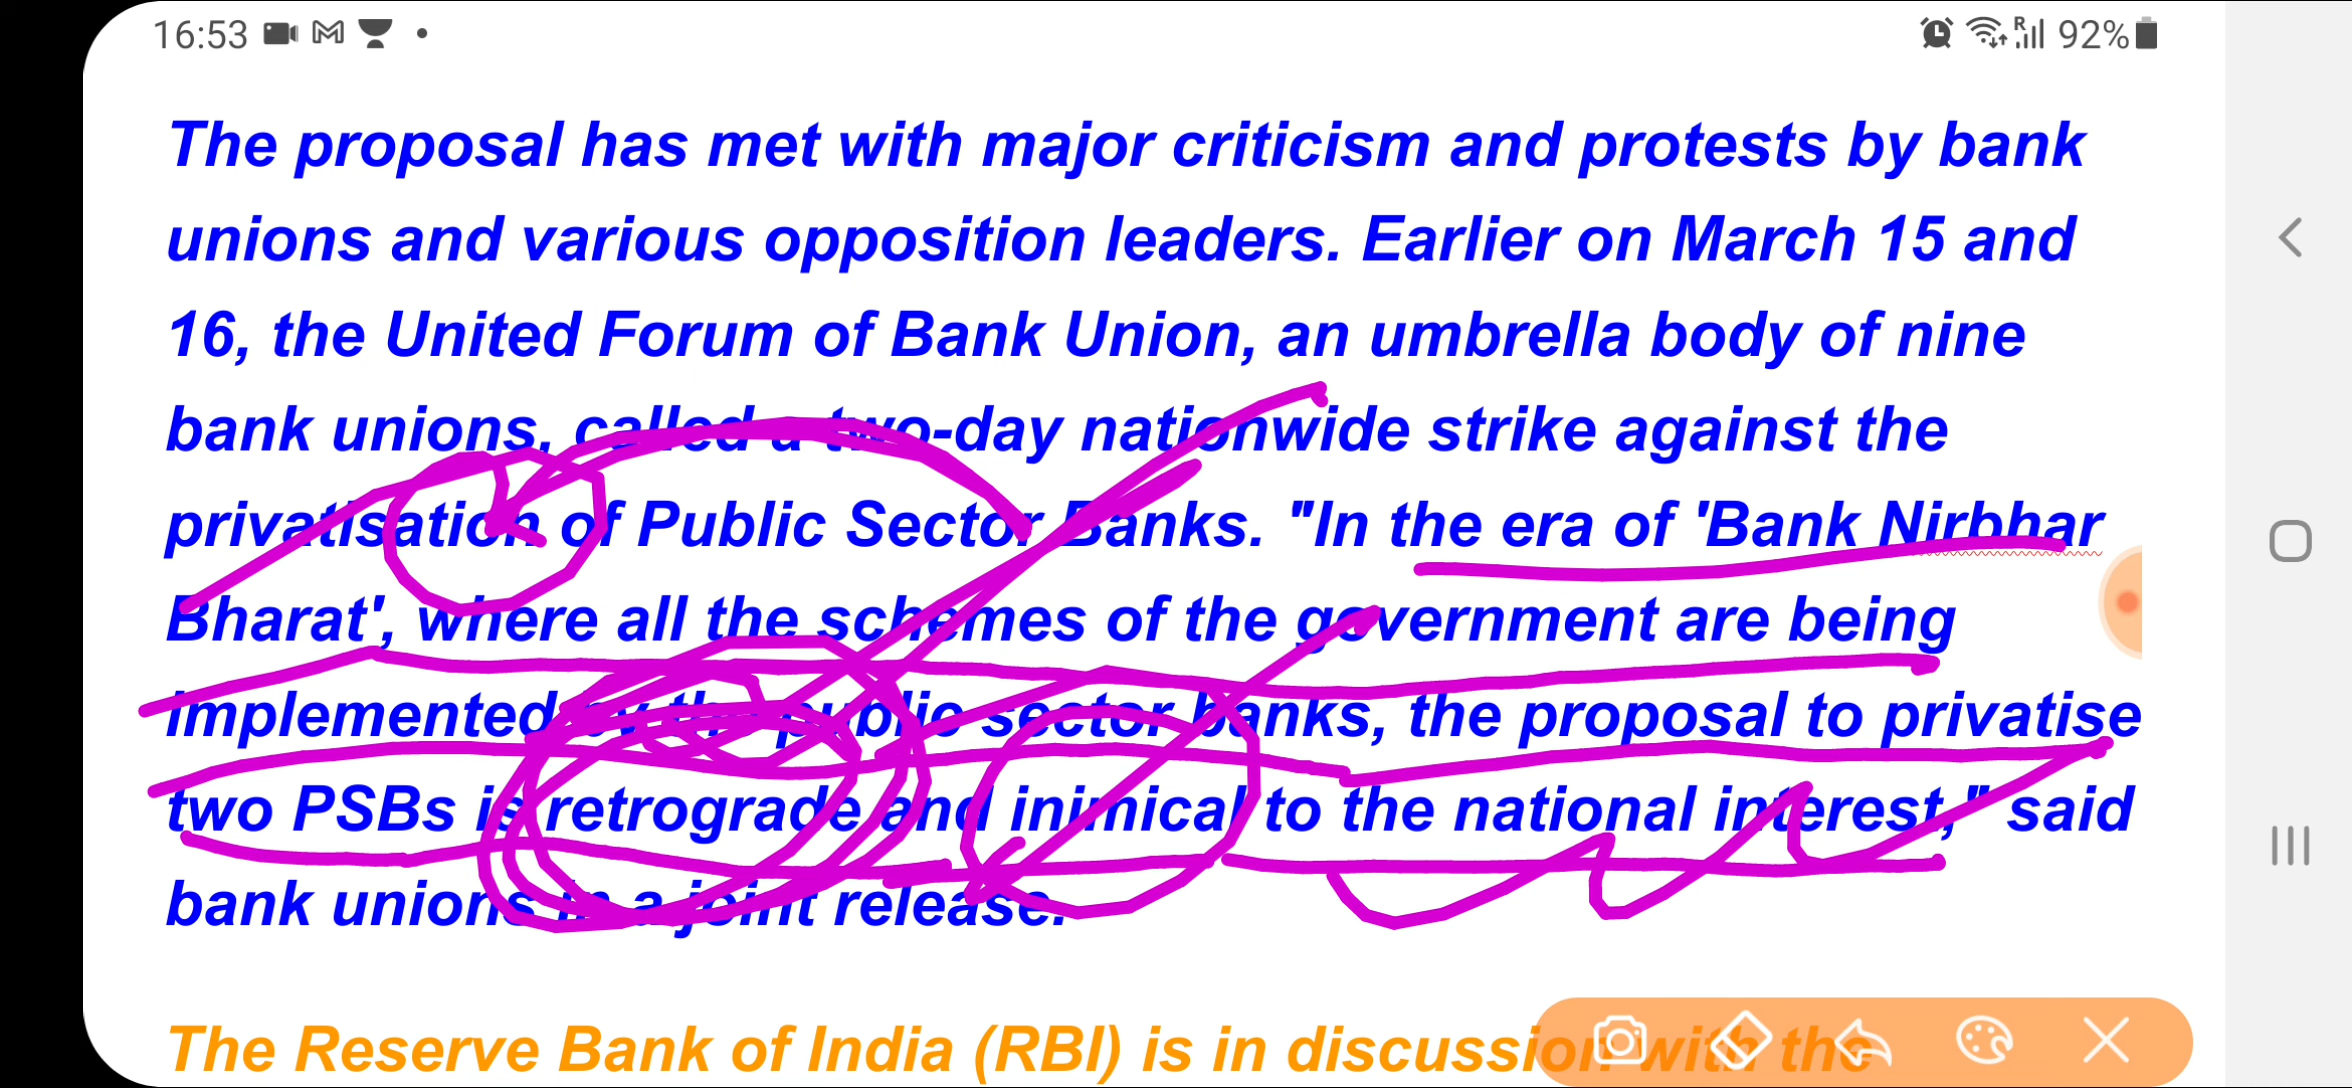 16:53
92%
The proposal has met with major criticism and protests by bank
unions and various opposition leaders. Earlier on March 15 and
16, the United Forum of Bank Union, an umbrella body of nine
bank unions, called a two-day nationwide strike against the
privatisation of Public Sector Banks. "In the era of 'Bank Nirbhar
Bharat', where all the schemes of the government are being
implemented by the public sector banks, the proposal to privatise
two PSBs is retrograde and inimical to the national interest," said
bank unions in a joint release.
The Reserve Bank of India (RBI) is in discussion with the